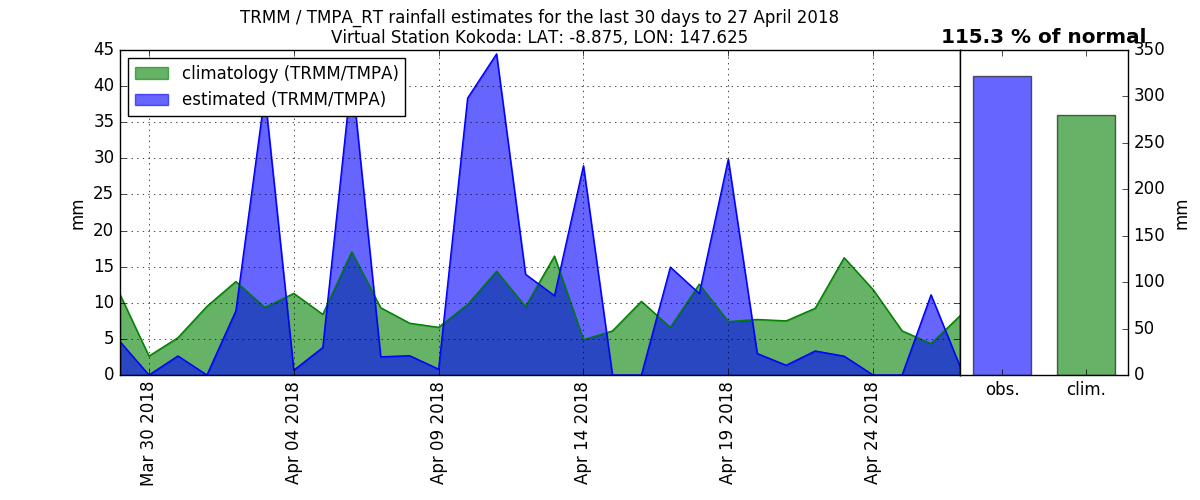 TRMM / TMPA_RT rainfall estimates for the last 30 days to 27 April 2018
Virtual Station Kokoda: LAT: -8.875, LON: 147.625
115.3 % of normal
climatology (TRMM/TMPA)
estimated (TRMM/TMPA)
45
40
35
30
25
20
15
10
5
0
mm
Mar 30 2018
Apr 04 2018
Apr 09 2018
Apr 14 2018
Apr 19 2018
Apr 24 2018
350
300
250
200
150
100
50
0
mm
obs.
clim.